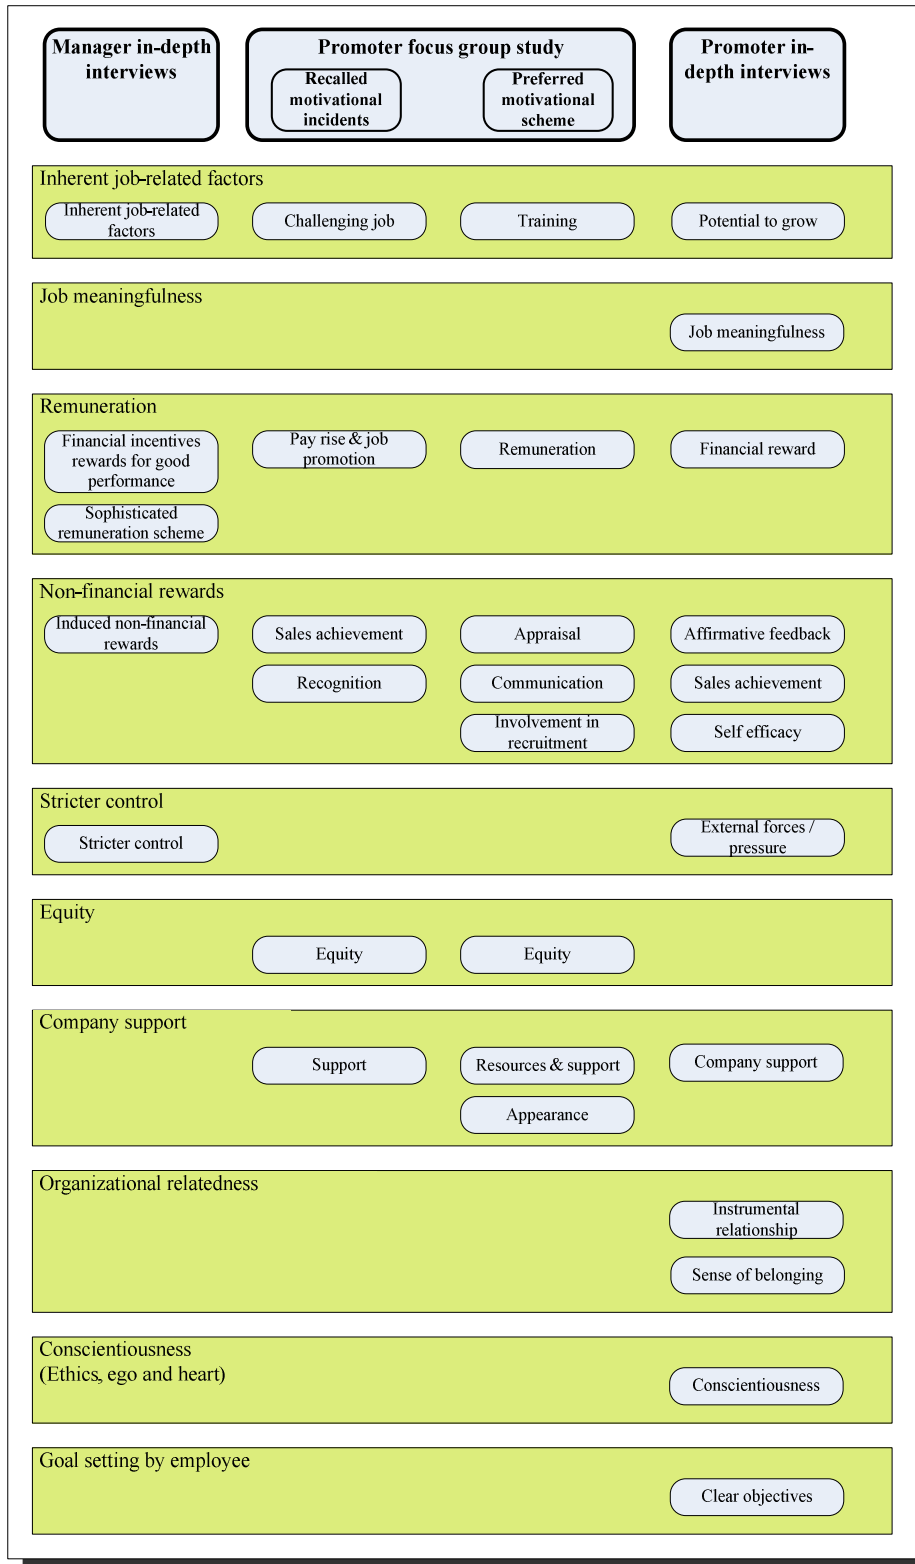 Manager in-depth
interviews
Promoter focus group study
Recalled
motivational
incidents
Preferred
motivational
scheme
Promoter in-
depth interviews
Inherent job-related factors
Inherent job-related
factors
Challenging job
Training
Potential to grow
Job meaningfulness
Job meaningfulness
Remuneration
Financial incentives
rewards for good
performance
Pay rise & job
promotion
Remuneration
Financial reward
Sophisticated
remuneration scheme
Non-financial rewards
Induced non-financial
rewards
Sales achievement
Appraisal
Affirmative feedback
Recognition
Communication
Sales achievement
Involvement in
recruitment
Self efficacy
Stricter control
Stricter control
External forces /
pressure
Equity
Equity
Equity
Company support
Support
Resources & support
Company support
Appearance
Organizational relatedness
Instrumental
relationship
Sense of belonging
Conscientiousness
(Ethics, ego and heart)
Conscientiousness
Goal setting by employee
Clear objectives